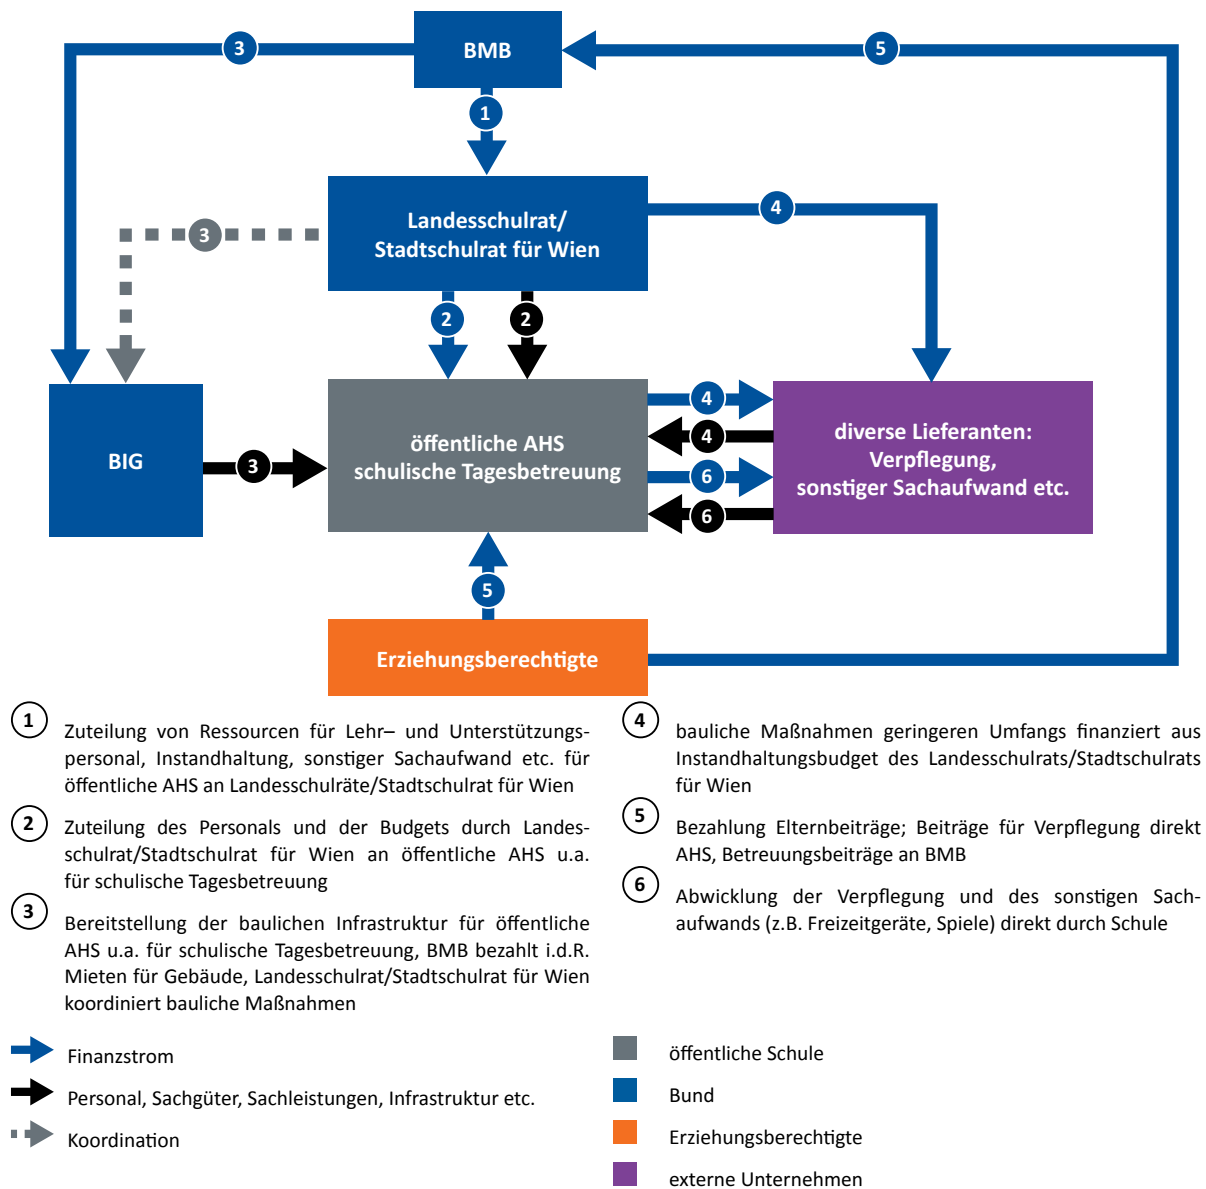 BMB
3
5
1
Landesschulrat/
Stadtschulrat für Wien
4
3
2
2
BIG
3
öffentliche AHS
schulische Tagesbetreuung
4
4
6
6
diverse Lieferanten:
Verpflegung,
sonstiger Sachaufwand etc.
5
Erziehungsberechtigte
1
Zuteilung von Ressourcen für Lehr– und Unterstützungs-
personal, Instandhaltung, sonstiger Sachaufwand etc. für
öffentliche AHS an Landesschulräte/Stadtschulrat für Wien
2
Zuteilung des Personals und der Budgets durch Landes-
schulrat/Stadtschulrat für Wien an öffentliche AHS u.a.
für schulische Tagesbetreuung
3
Bereitstellung der baulichen Infrastruktur für öffentliche
AHS u.a. für schulische Tagesbetreuung, BMB bezahlt i.d.R.
Mieten für Gebäude, Landesschulrat/Stadtschulrat für Wien
koordiniert bauliche Maßnahmen
4
bauliche Maßnahmen geringeren Umfangs finanziert aus
Instandhaltungsbudget des Landesschulrats/Stadtschulrats
für Wien
5
Bezahlung Elternbeiträge; Beiträge für Verpflegung direkt
AHS, Betreuungsbeiträge an BMB
6
Abwicklung der Verpflegung und des sonstigen Sach-
aufwands (z.B. Freizeitgeräte, Spiele) direkt durch Schule
Finanzstrom
Personal, Sachgüter, Sachleistungen, Infrastruktur etc.
Koordination
öffentliche Schule
Bund
Erziehungsberechtigte
externe Unternehmen